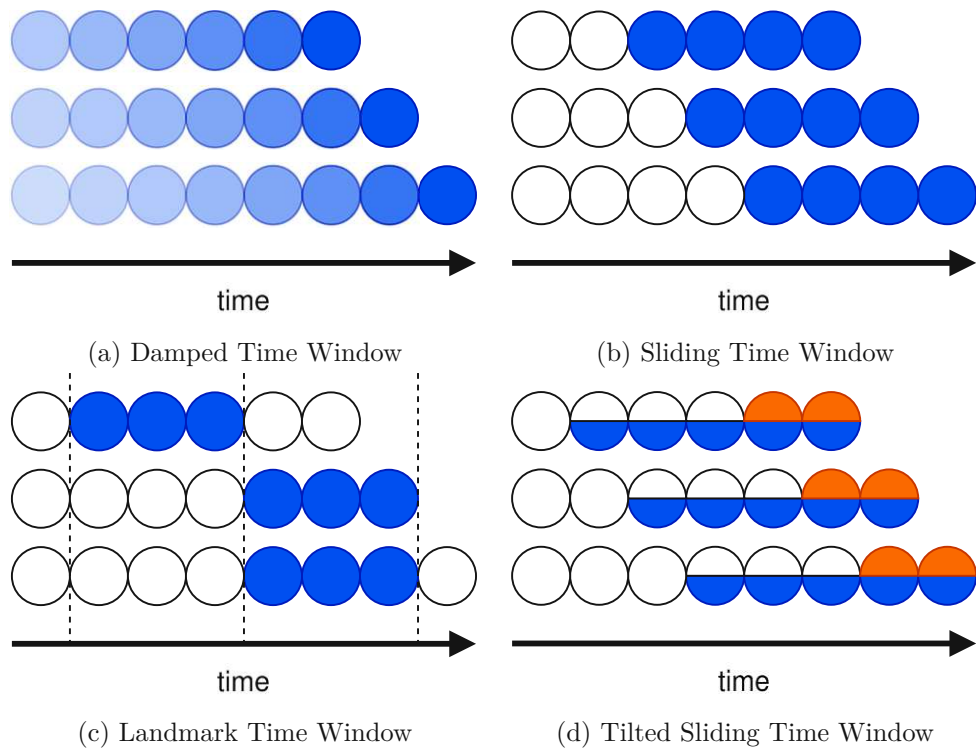 time
time
(a) Damped Time Window
(b) Sliding Time Window
time
time
(c) Landmark Time Window
(d) Tilted Sliding Time Window